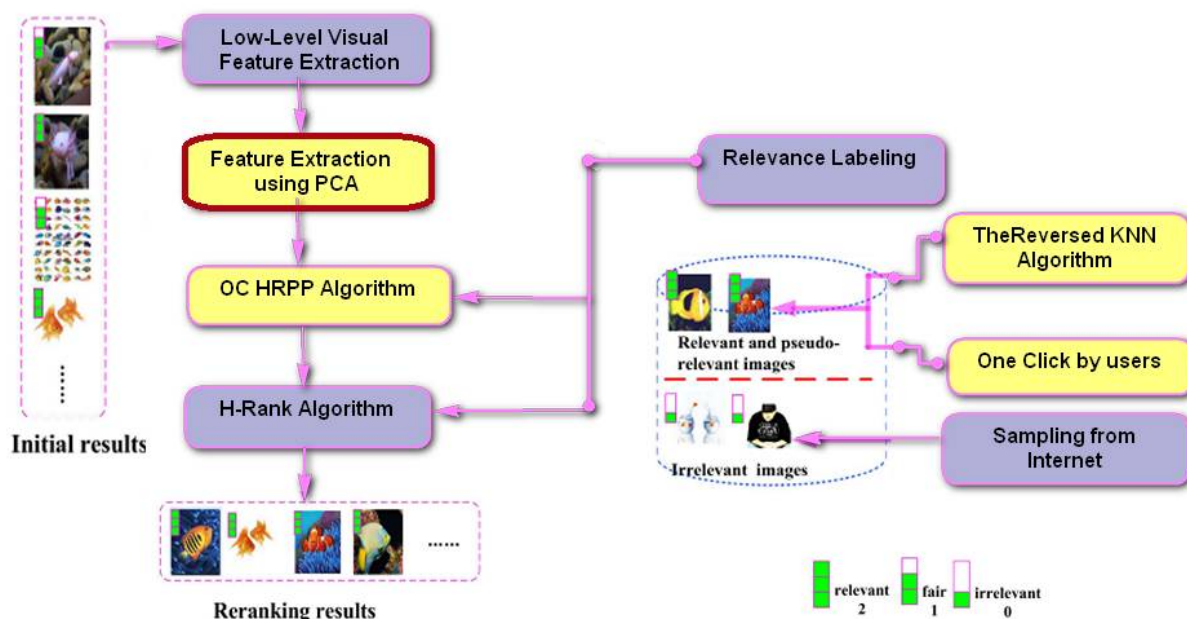 Low-Level Visual
Feature Extraction
Feature Extraction
using PCA
OC HRPP Algorithm
H-Rank Algorithm
Initial results
Reranking results
Relevance Labeling
TheReversed KNN
Algorithm
Relevant and pseudo-
relevant images
One Click by users
Irrelevant images
Sampling from
Internet
relevant
2
fair
1
irrelevant
0